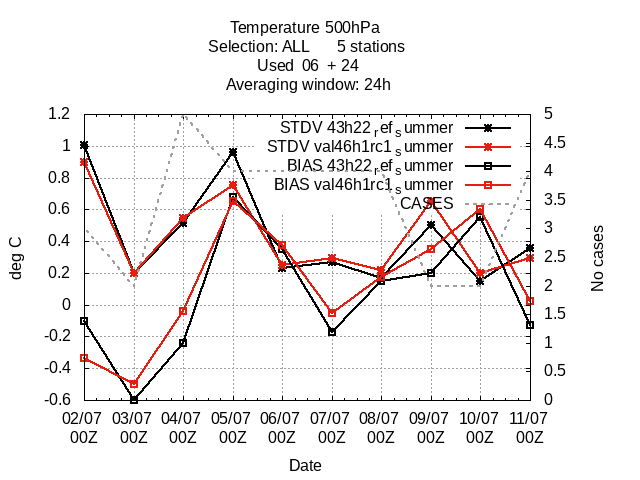 Temperature 500hPa
Selection: ALL 5 stations
Used 06 + 24
Averaging window: 24h
STDV 43h22refsummer
STDV val46h1rc1summer
BIAS 43h22refsummer
BIAS val46h1rc1summer
CASES
1.2
1
0.8
0.6
0.4
0.2
0
-0.2
-0.4
-0.6
deg C
5
4.5
4
3.5
3
2.5
2
1.5
1
0.5
0
No cases
02/07 03/07 04/07 05/07 06/07 07/07 08/07 09/07 10/07 11/07
00Z 00Z 00Z 00Z 00Z 00Z 00Z 00Z 00Z 00Z
Date